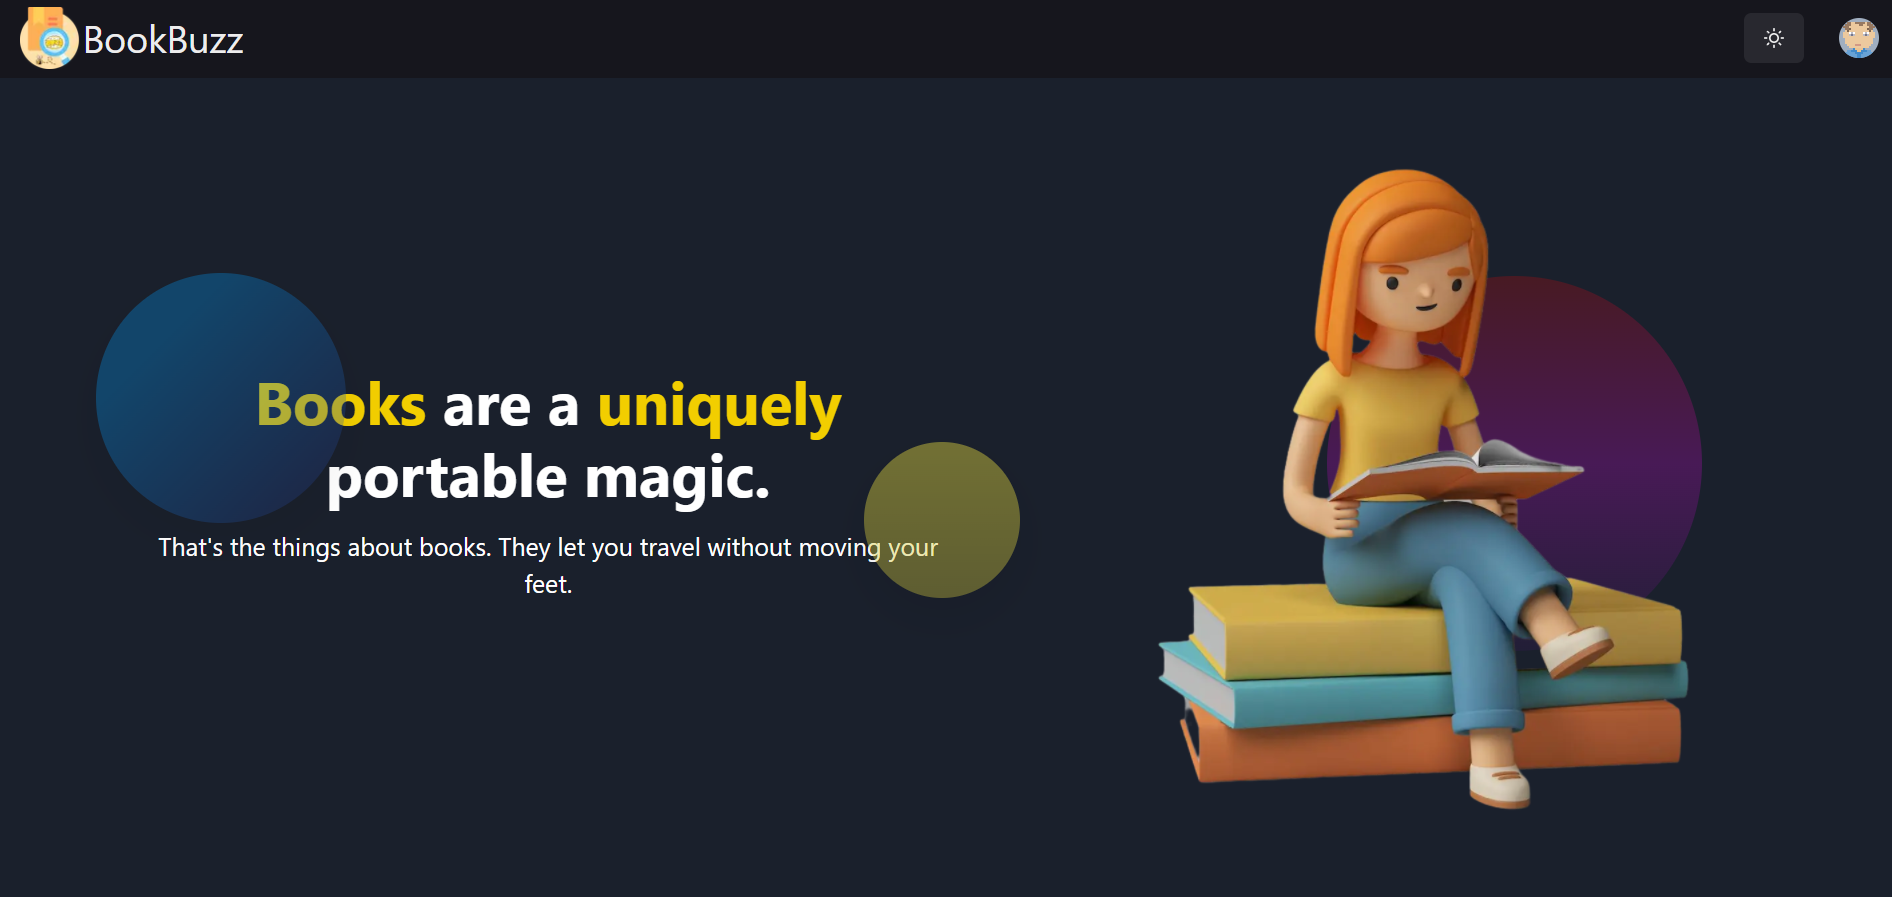 BookBuzz
Books are a uniquely
portable magic.
That's the things about books. They let you travel without moving your
feet.